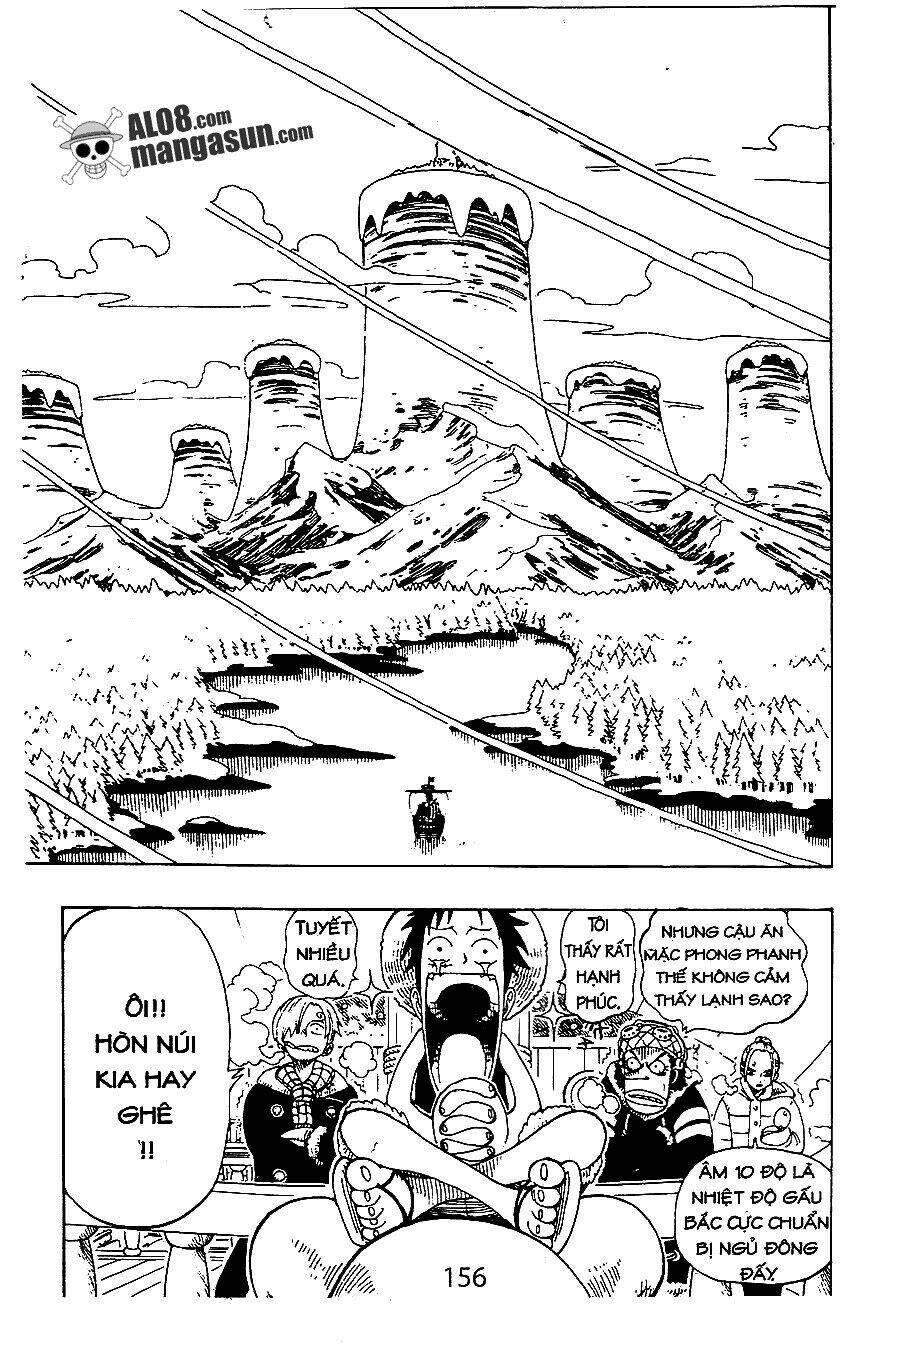 AL08.com
mangasun.com
ÔI!!
HÒN NÚI
KIA HAY
GHÊ
!!
TUYẾT
NHIỀU
QUÁ.
TÔI
THẤY RẤT
HẠNH
PHÚC.
NHƯNG CẬU ĂN
MẶC PHONG PHANH
THẾ KHÔNG CẢM
THẤY LẠNH SAO?
ÂM 10 ĐỘ LÀ
NHIỆT ĐỘ GẤU
BẮC CỰC CHUẨN
BỊ NGỦ ĐÔNG
ĐẤY.
156